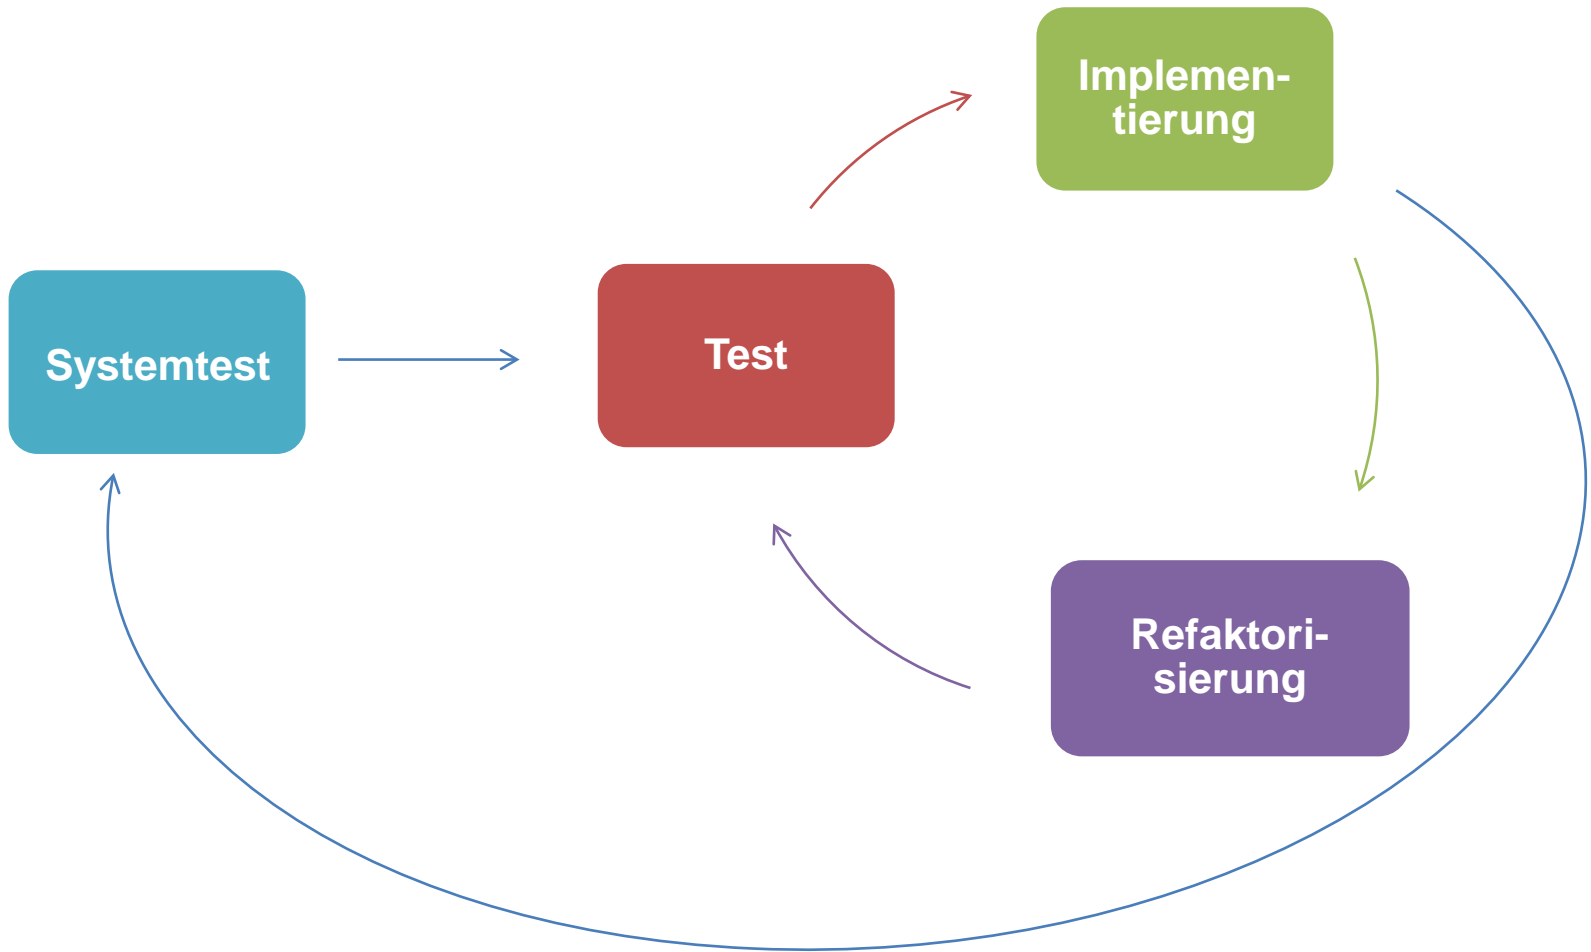 Implemen-
tierung
Systemtest
Test
Refaktori-
sierung